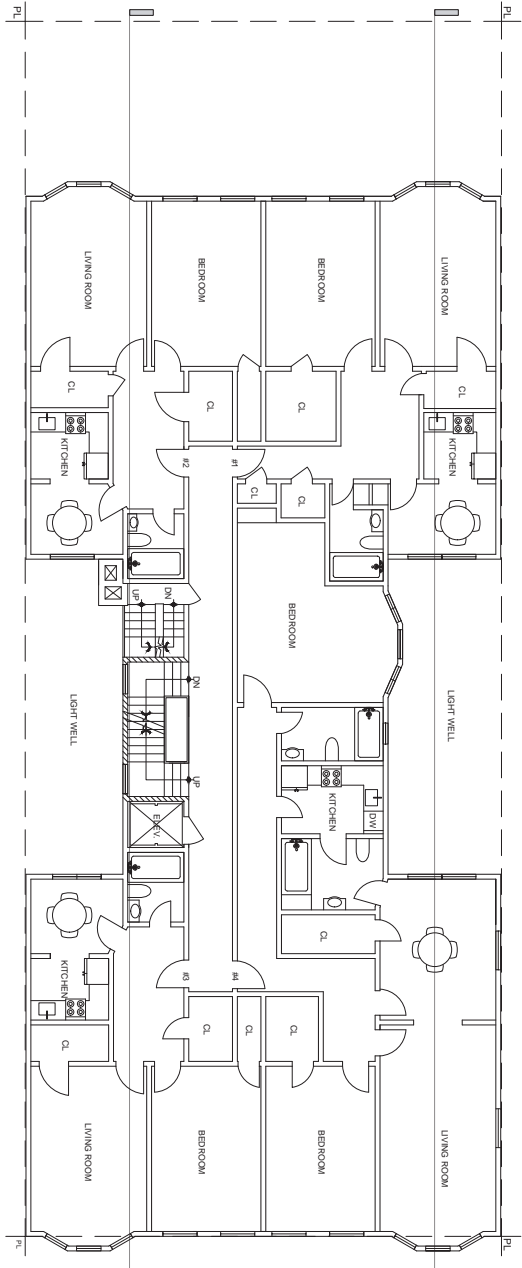 PL
PL
LIVING ROOM
BEDROOM
BEDROOM
LIVING ROOM
CL
CL
CL
CL
KITCHEN
KITCHEN
#2
#1
CL
CL
UP
DN
BEDROOM
LIGHT WELL
LIGHT WELL
DN
UP
KITCHEN
DW
ELEV.
CL
KITCHEN
#3
#4
CL
CL
CL
CL
LIVING ROOM
BEDROOM
BEDROOM
LIVING ROOM
PL
PL